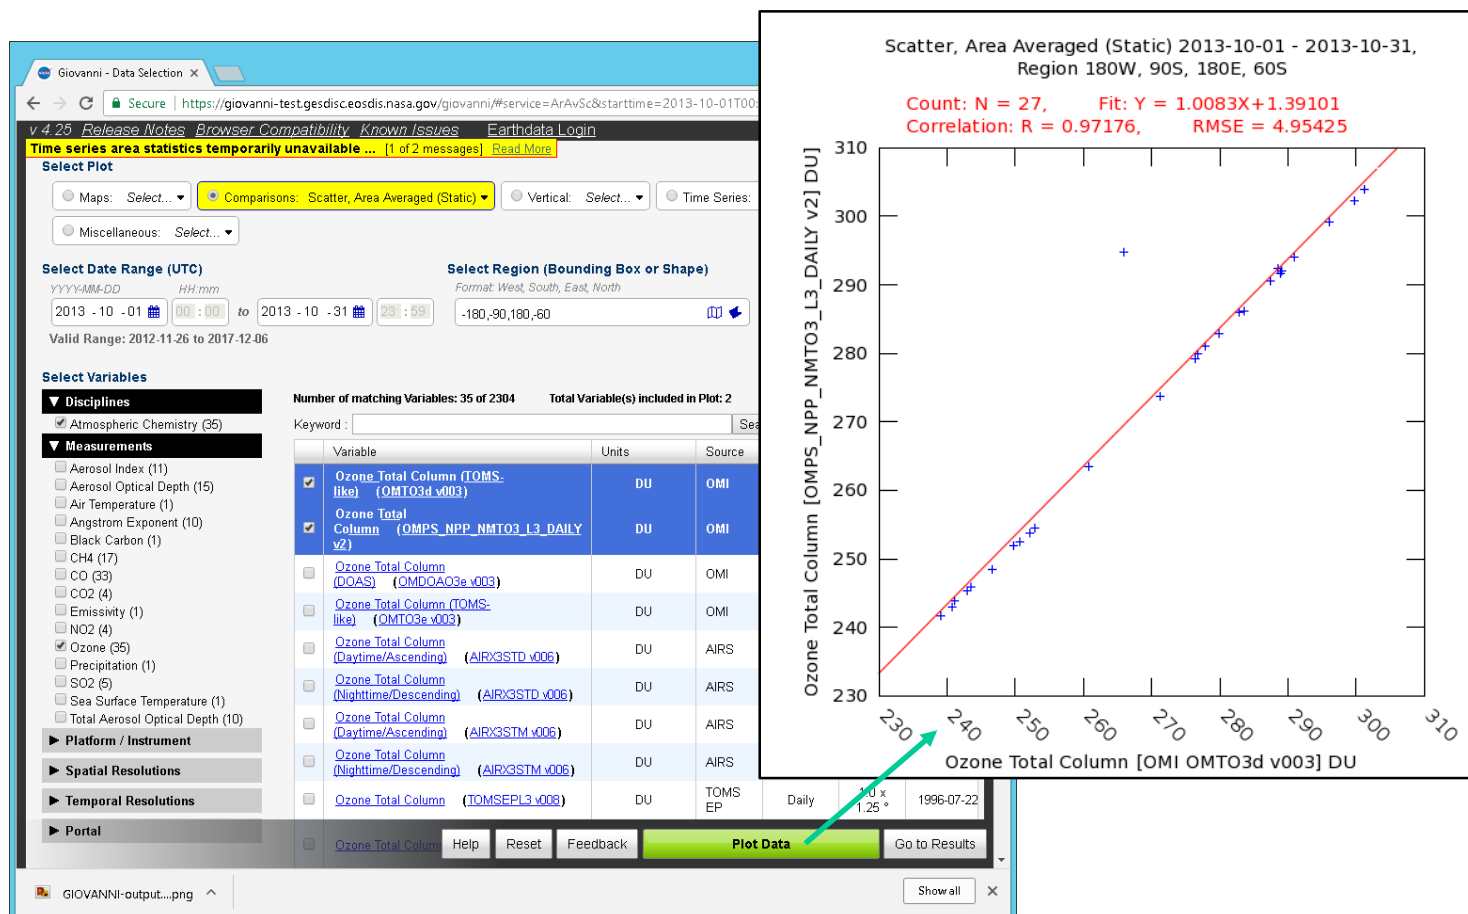 Giovanni - Data Selection ×
Secure | https://giovanni-test.gesdisc.eosdis.nasa.gov/giovanni/#service=ArAvSc&starttime=2013-10-01T00:
v 4.25 Release Notes Browser Compatibility Known Issues Earthdata Login
Time series area statistics temporarily unavailable ... [1 of 2 messages] Read More
Select Plot
Maps: Select... Comparisons: Scatter, Area Averaged (Static) Vertical: Select... Time Series:
Miscellaneous: Select...
Select Date Range (UTC) Select Region (Bounding Box or Shape)
YYYY-MM-DD HH:mm Format: West, South, East, North
2013 - 10 - 01 00 : 00 to 2013 - 10 - 31 23 : 59 -180,-90,180,-60
Valid Range: 2012-11-26 to 2017-12-06
Select Variables
Disciplines
Atmospheric Chemistry (35)
Measurements
Aerosol Index (11)
Aerosol Optical Depth (15)
Air Temperature (1)
Angstrom Exponent (10)
Black Carbon (1)
CH4 (17)
CO (33)
CO2 (4)
Emissivity (1)
NO2 (4)
Ozone (35)
Precipitation (1)
SO2 (5)
Sea Surface Temperature (1)
Total Aerosol Optical Depth (10)
Platform / Instrument
Spatial Resolutions
Temporal Resolutions
Portal
Number of matching Variables: 35 of 2304 Total Variable(s) included in Plot: 2
Keyword :
Variable Units Source
Ozone Total Column (TOMS-
like) (OMTO3d v003) DU OMI
Ozone Total
Column (OMPS_NPP_NMTO3_L3_DAILY DU OMI
v2)
Ozone Total Column
(DOAS) (OMDOAO3e v003) DU OMI
Ozone Total Column (TOMS-
like) (OMTO3e v003) DU OMI
Ozone Total Column
(Daytime/Ascending) (AIRX3STD v006) DU AIRS
Ozone Total Column
(Nighttime/Descending) (AIRX3STD v006) DU AIRS
Ozone Total Column
(Daytime/Ascending) (AIRX3STM v006) DU AIRS
Ozone Total Column
(Nighttime/Descending) (AIRX3STM v006) DU AIRS
Ozone Total Column (TOMSEPL3 v008) DU TOMS EP Daily 1.25 ° 1996-07-22
Ozone Total
Help Reset Feedback Plot Data Go to Results
GIOVANNI-output....png Show all
Scatter, Area Averaged (Static) 2013-10-01 - 2013-10-31,
Region 180W, 90S, 180E, 60S
Count: N = 27, Fit: Y = 1.0083X+1.39101
Correlation: R = 0.97176, RMSE = 4.95425
Ozone Total Column [OMPS_NPP_NMTO3_L3_DAILY v2] DU
310
300
290
280
270
260
250
240
230
230 240 250 260 270 280 290 300 310
Ozone Total Column [OMI OMTO3d v003] DU